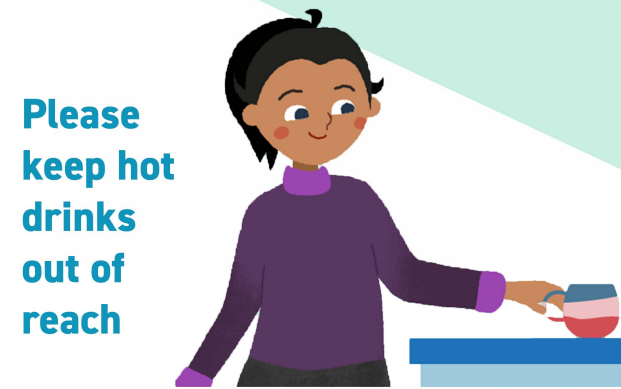 Please
keep hot
drinks
out of
reach